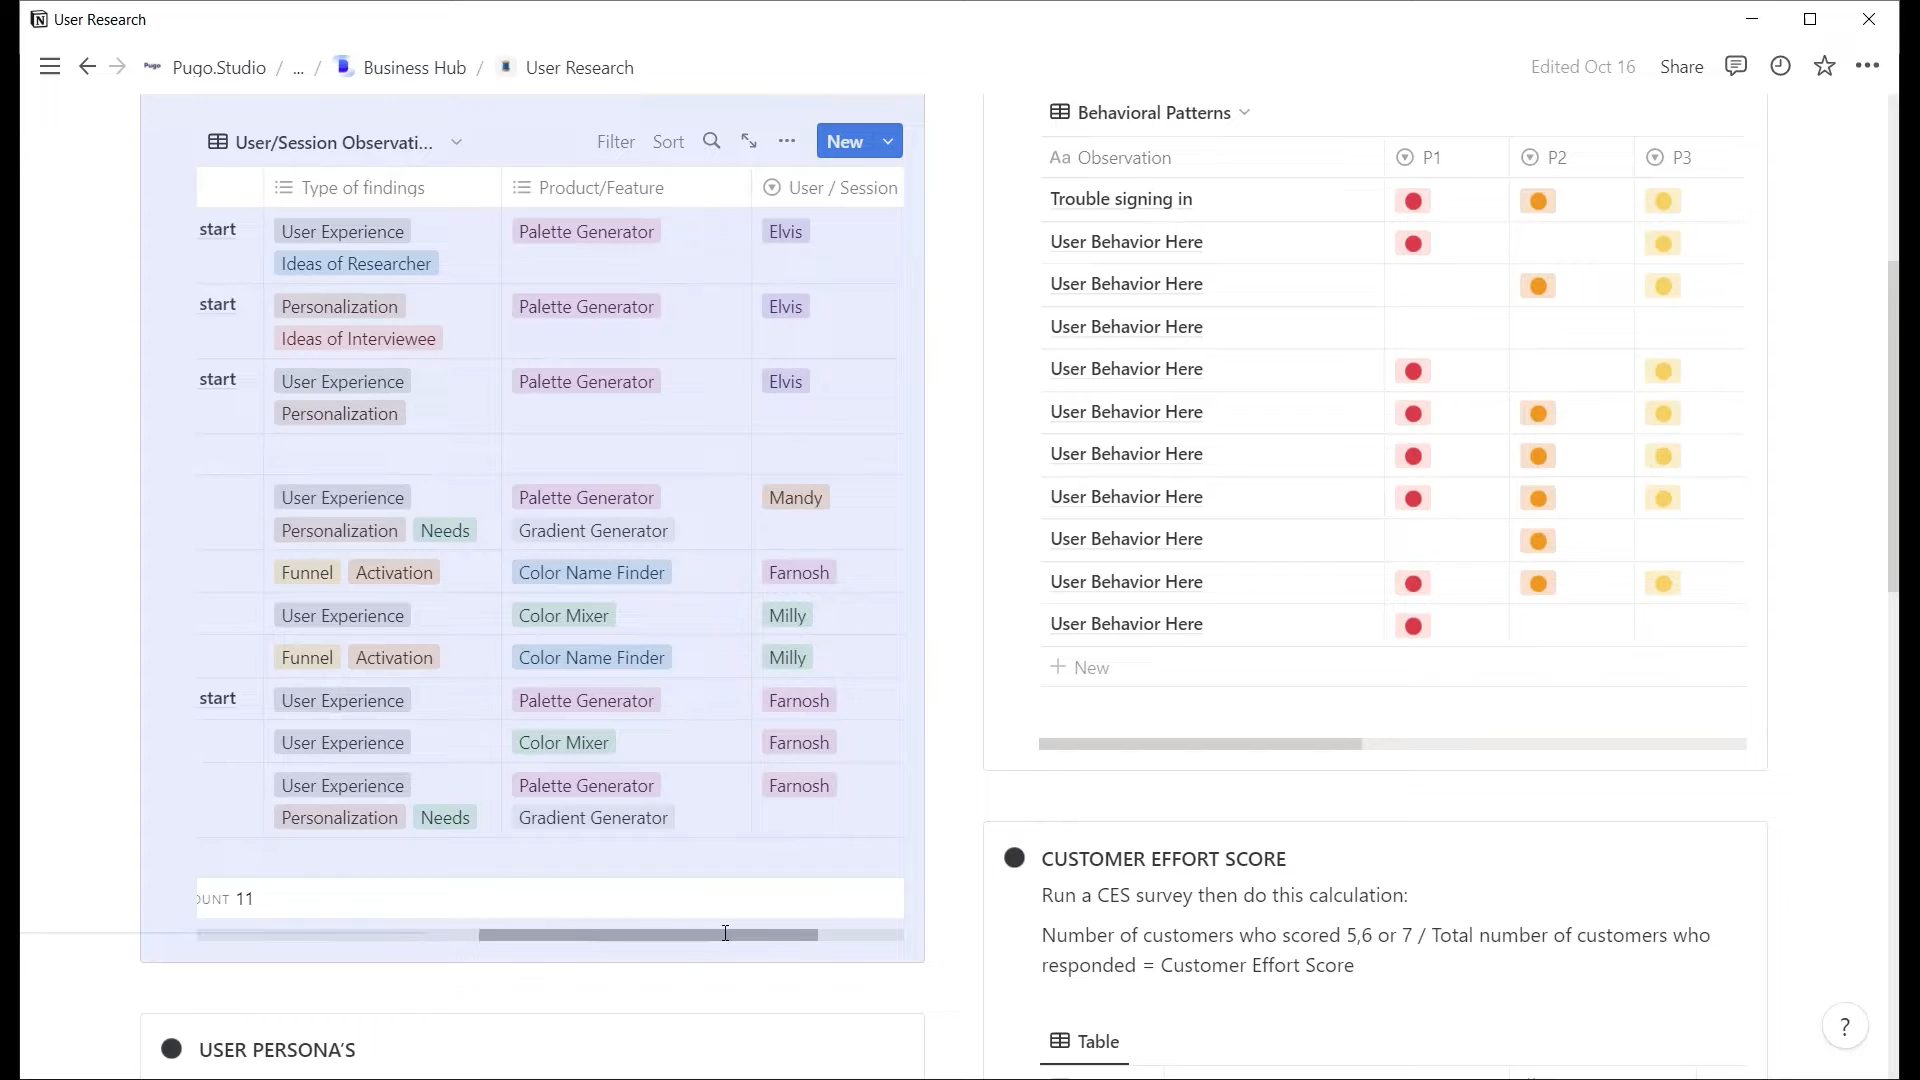 User Research
Pugo.Studio / ... / Business Hub / User Research
Edited Oct 16 Share
User/Session Observati...
Filter Sort New
Type of findings Product/Feature User / Session
start User Experience Palette Generator Elvis
Ideas of Researcher
start Personalization Palette Generator Elvis
Ideas of Interviewee
start User Experience Palette Generator Elvis
Personalization
User Experience Palette Generator Mandy
Personalization Needs Gradient Generator
Funnel Activation Color Name Finder Farnosh
User Experience Color Mixer Milly
Funnel Activation Color Name Finder Milly
start User Experience Palette Generator Farnosh
User Experience Color Mixer Farnosh
User Experience Palette Generator Farnosh
Personalization Needs Gradient Generator
OUNT 11
USER PERSONA'S
Behavioral Patterns
Aa Observation P1 P2 P3
Trouble signing in
User Behavior Here
User Behavior Here
User Behavior Here
User Behavior Here
User Behavior Here
User Behavior Here
User Behavior Here
User Behavior Here
User Behavior Here
User Behavior Here
+ New
CUSTOMER EFFORT SCORE
Run a CES survey then do this calculation:
Number of customers who scored 5,6 or 7 / Total number of customers who
responded = Customer Effort Score
Table
?